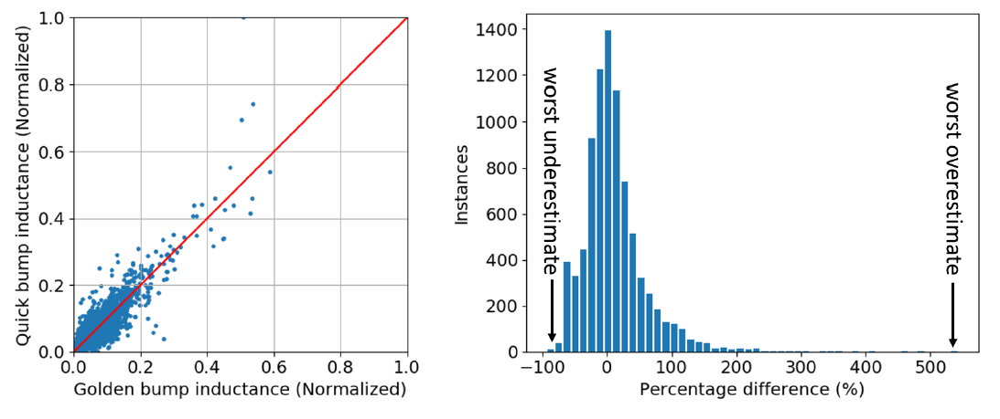 Quick bump inductance (Normalized)
1.0
0.8
0.6
0.4
0.2
0.0
0.0 0.2 0.4 0.6 0.8 1.0
Golden bump inductance (Normalized)
Instances
1400
1200
1000
800
600
400
200
0
worst underestimate
worst overestimate
−100 0 100 200 300 400 500
Percentage difference (%)